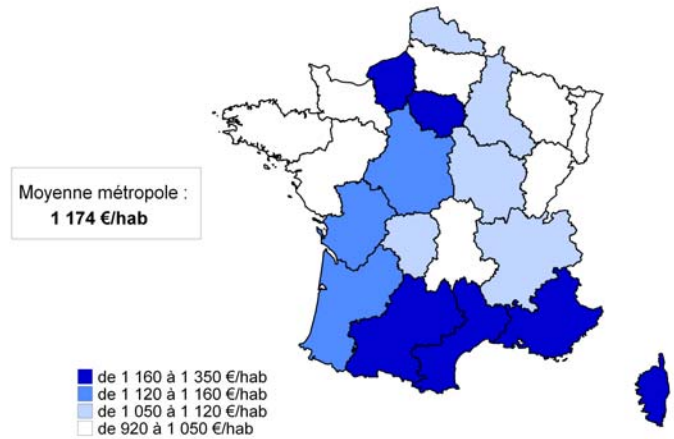 Moyenne métropole :
1 174 €/hab
de 1 160 à 1 350 €/hab
de 1 120 à 1 160 €/hab
de 1 050 à 1 120 €/hab
de 920 à 1 050 €/hab